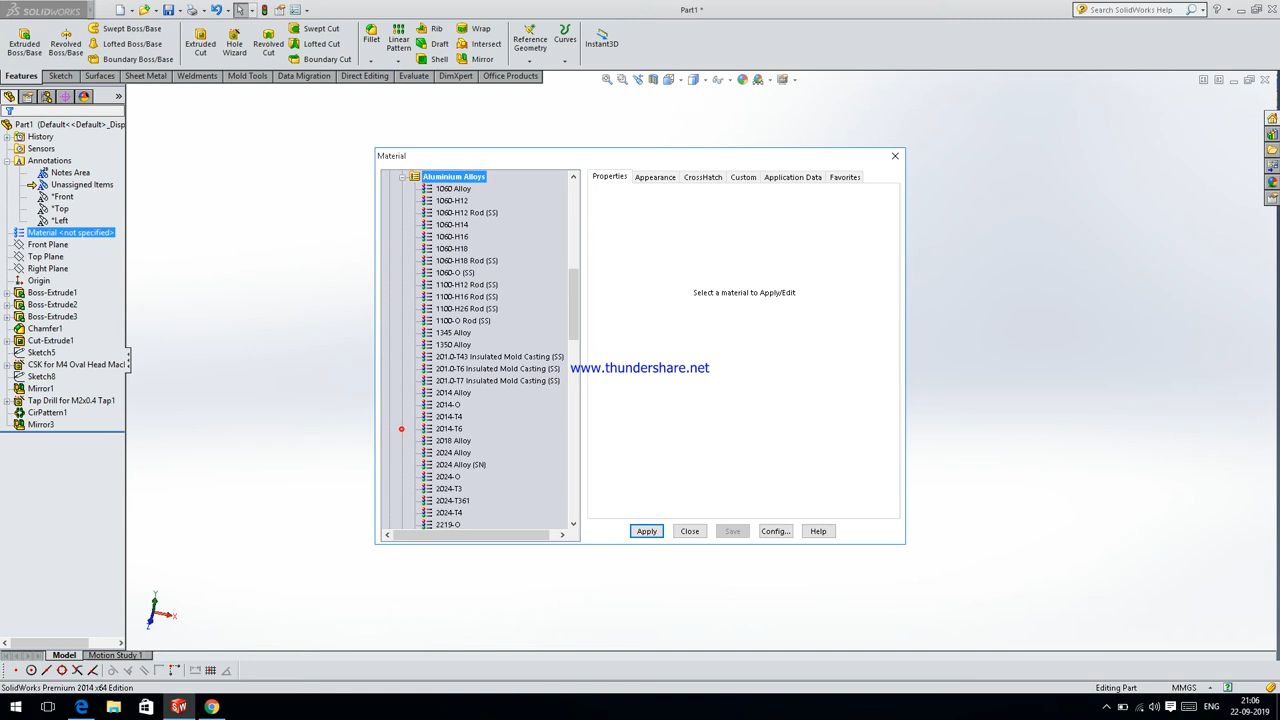 SOLIDWORKS
Part1 *
Search SolidWorks Help
Extruded Boss/Base
Revolved Boss/Base
Swept Boss/Base
Lofted Boss/Base
Boundary Boss/Base
Extruded Cut
Hole Wizard
Revolved Cut
Swept Cut
Lofted Cut
Boundary Cut
Fillet
Linear Pattern
Rib
Draft
Shell
Wrap
Intersect
Mirror
Reference Geometry
Curves
Instant3D
Features
Sketch
Surfaces
Sheet Metal
Weldments
Mold Tools
Data Migration
Direct Editing
Evaluate
DimXpert
Office Products
Part1 (Default<<Default>_Disp
History
Sensors
Annotations
Notes Area
Unassigned Items
*Front
*Top
*Left
Material <not specified>
Front Plane
Top Plane
Right Plane
Origin
Boss-Extrude1
Boss-Extrude2
Boss-Extrude3
Chamfer1
Cut-Extrude1
Sketch5
CSK for M4 Oval Head Macl
Sketch8
Mirror1
Tap Drill for M2x0.4 Tap1
CirPattern1
Mirror3
Material
Aluminium Alloys
1060 Alloy
1060-H12
1060-H12 Rod (SS)
1060-H14
1060-H16
1060-H18
1060-H18 Rod (SS)
1060-O (SS)
1100-H12 Rod (SS)
1100-H16 Rod (SS)
1100-H26 Rod (SS)
1100-O Rod (SS)
1345 Alloy
1350 Alloy
201.0-T43 Insulated Mold Casting (SS)
201.0-T6 Insulated Mold Casting (SS)
201.0-T7 Insulated Mold Casting (SS)
2014 Alloy
2014-O
2014-T4
2014-T6
2018 Alloy
2024 Alloy
2024 Alloy (SN)
2024-O
2024-T3
2024-T361
2024-T4
2219-O
Properties
Appearance
CrossHatch
Custom
Application Data
Favorites
Select a material to Apply/Edit
www.thundershare.net
Apply
Close
Save
Config...
Help
Y
X
Z
Model
Motion Study 1
SolidWorks Premium 2014 x64 Edition
Editing Part
MMGS
ENG
21:06
22-09-2019